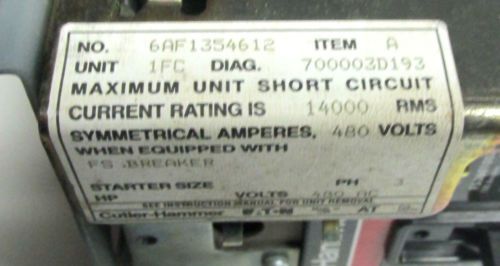 NO. 6AF1354612 ITEM A
UNIT 1FC DIAG. 700003D193
MAXIMUM UNIT SHORT CIRCUIT
CURRENT RATING IS 14000 RMS
SYMMETRICAL AMPERES, 480 VOLTS
WHEN EQUIPPED WITH
FS BREAKER
STARTER SIZE PH 3
HP VOLTS 480 AC
SEE INSTRUCTION MANUAL FOR UNIT REMOVAL
Cutler-Hammer AT